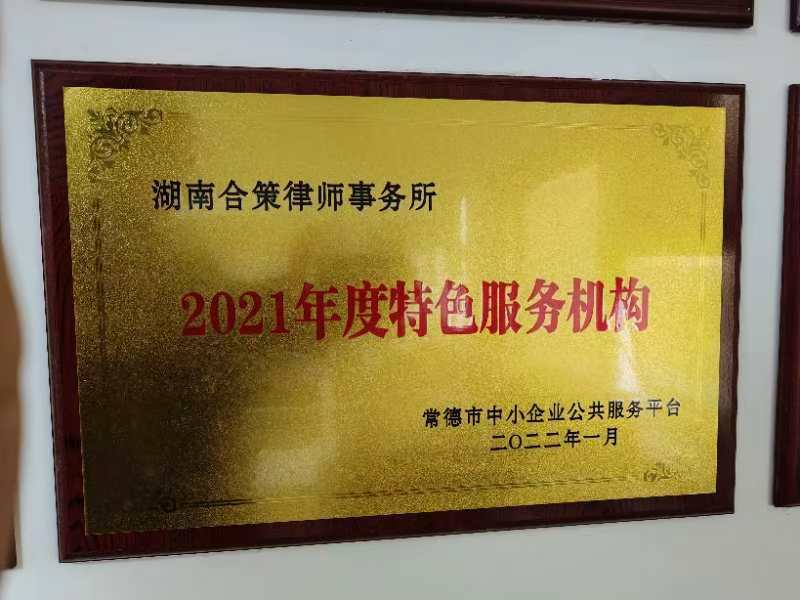 湖南合策律师事务所
2021年度特色服务机构
常德市中小企业公共服务平台
二〇二二年一月